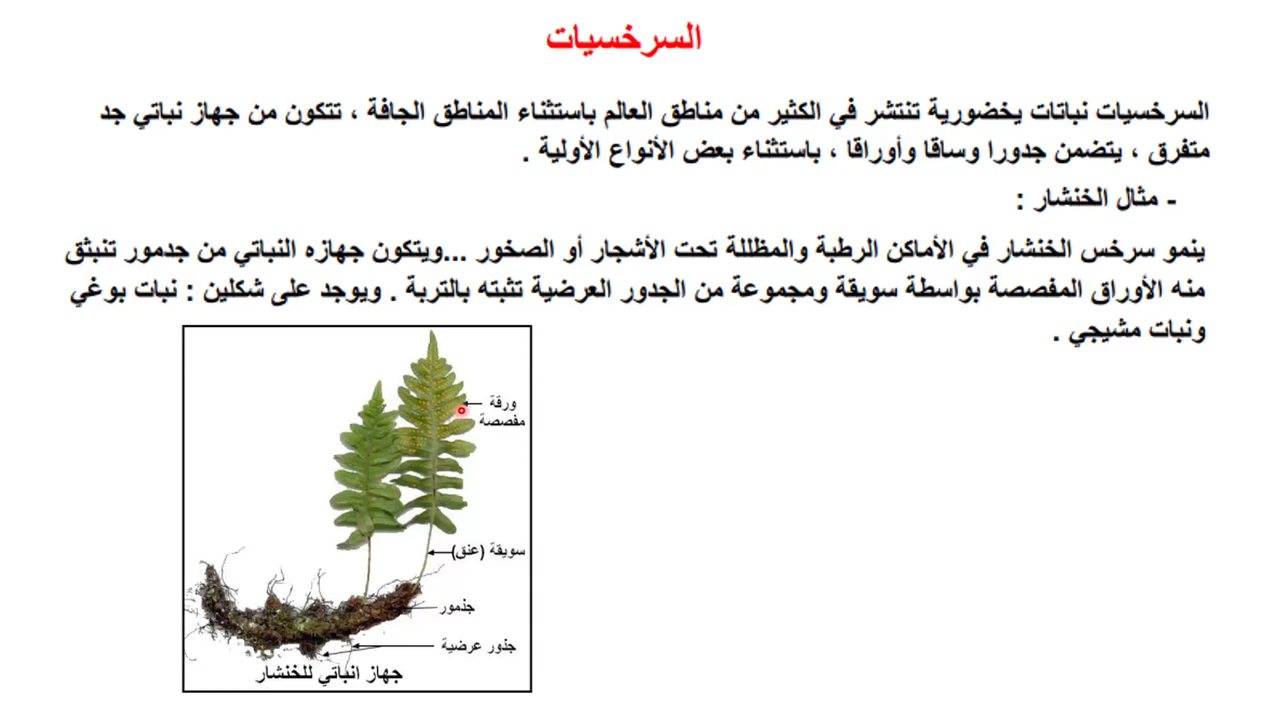 السرخسيات
السرخسيات نباتات يخضورية تنتشر في الكثير من مناطق العالم باستثناء المناطق الجافة ، تتكون من جهاز نباتي جد
متفرق ، يتضمن جدورا وساقا وأوراقا ، باستثناء بعض الأنواع الأولية .
- مثال الخنشار :
ينمو سرخس الخنشار في الأماكن الرطبة والمظللة تحت الأشجار أو الصخور ...ويتكون جهازه النباتي من جدمور تنبثق
منه الأوراق المفصصة بواسطة سويقة ومجموعة من الجدور العرضية تثبته بالتربة . ويوجد على شكلين : نبات بوغي
ونبات مشيجي .
ورقة
مفصصة
سويقة (عنق)
جذمور
جذور عرضية
جهاز انباتي للخنشار